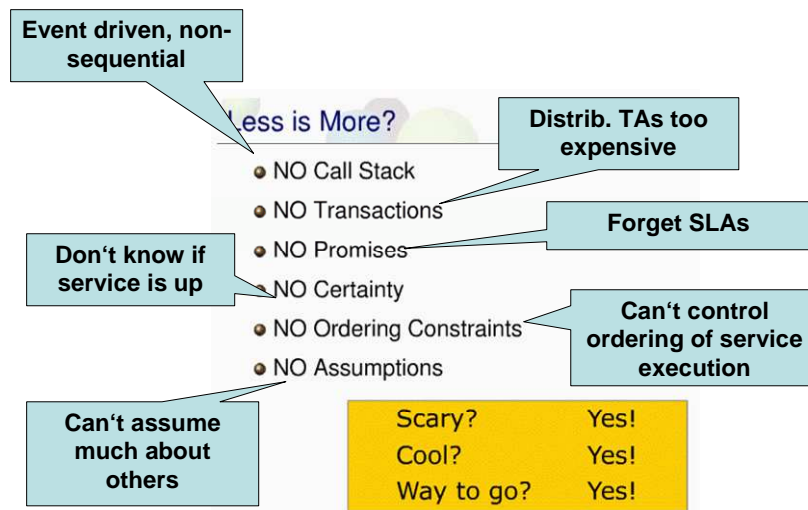 Event driven, non-
sequential
Less is More?
Distrib. TAs too
expensive
NO Call Stack
NO Transactions
Forget SLAs
NO Promises
Don‘t know if
service is up
NO Certainty
Can‘t control
ordering of service
execution
NO Ordering Constraints
NO Assumptions
Can‘t assume
much about
others
Scary? Yes!
Cool? Yes!
Way to go? Yes!